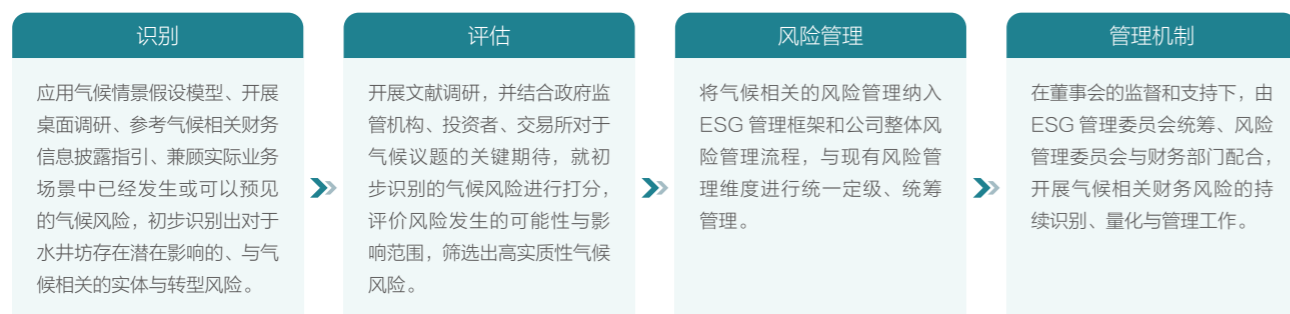 识别
应用气候情景假设模型、开展
桌面调研、参考气候相关财务
信息披露指引、兼顾实际业务
场景中已经发生或可以预见
的气候风险，初步识别出对于
水井坊存在潜在影响的、与气
候相关的实体与转型风险。
评估
开展文献调研，并结合政府监
管机构、投资者、交易所对于
气候议题的关键期待，就初
步识别的气候风险进行打分，
评价风险发生的可能性与影
响范围，筛选出高实质性气候
风险。
风险管理
将气候相关的风险管理纳入
ESG 管理框架和公司整体风
险管理流程，与现有风险管
理维度进行统一定级、统筹
管理。
管理机制
在董事会的监督和支持下，由
ESG 管理委员会统筹、风险
管理委员会与财务部门配合，
开展气候相关财务风险的持
续识别、量化与管理工作。